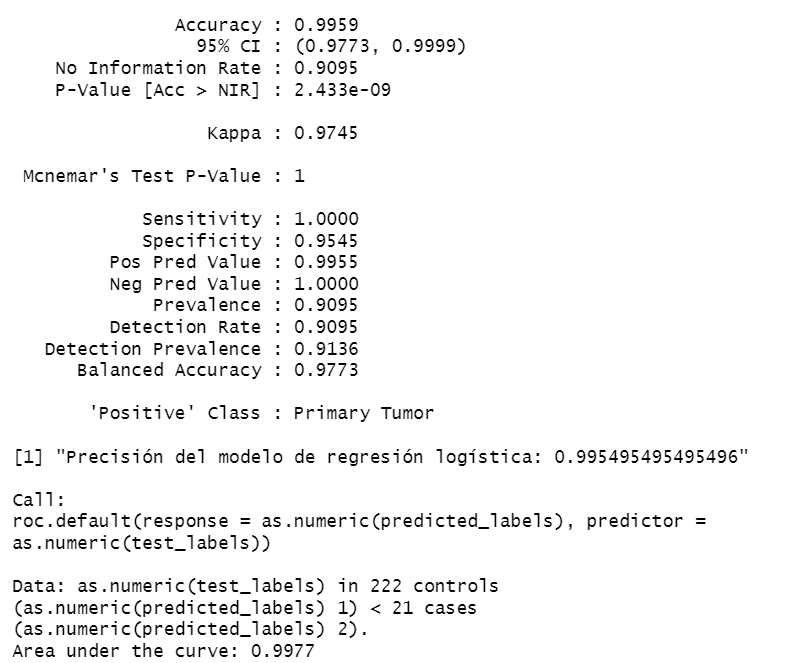 Accuracy : 0.9959
95% CI : (0.9773, 0.9999)
No Information Rate : 0.9095
P-Value [Acc > NIR] : 2.433e-09
Kappa : 0.9745
Mcnemar's Test P-Value : 1
Sensitivity : 1.0000
Specificity : 0.9545
Pos Pred Value : 0.9955
Neg Pred Value : 1.0000
Prevalence : 0.9095
Detection Rate : 0.9095
Detection Prevalence : 0.9136
Balanced Accuracy : 0.9773
'Positive' Class : Primary Tumor
[1] "Precisión del modelo de regresión logística: 0.995495495495496"
Call:
roc.default(response = as.numeric(predicted_labels), predictor =
as.numeric(test_labels))
Data: as.numeric(test_labels) in 222 controls
(as.numeric(predicted_labels) 1) < 21 cases
(as.numeric(predicted_labels) 2).
Area under the curve: 0.9977